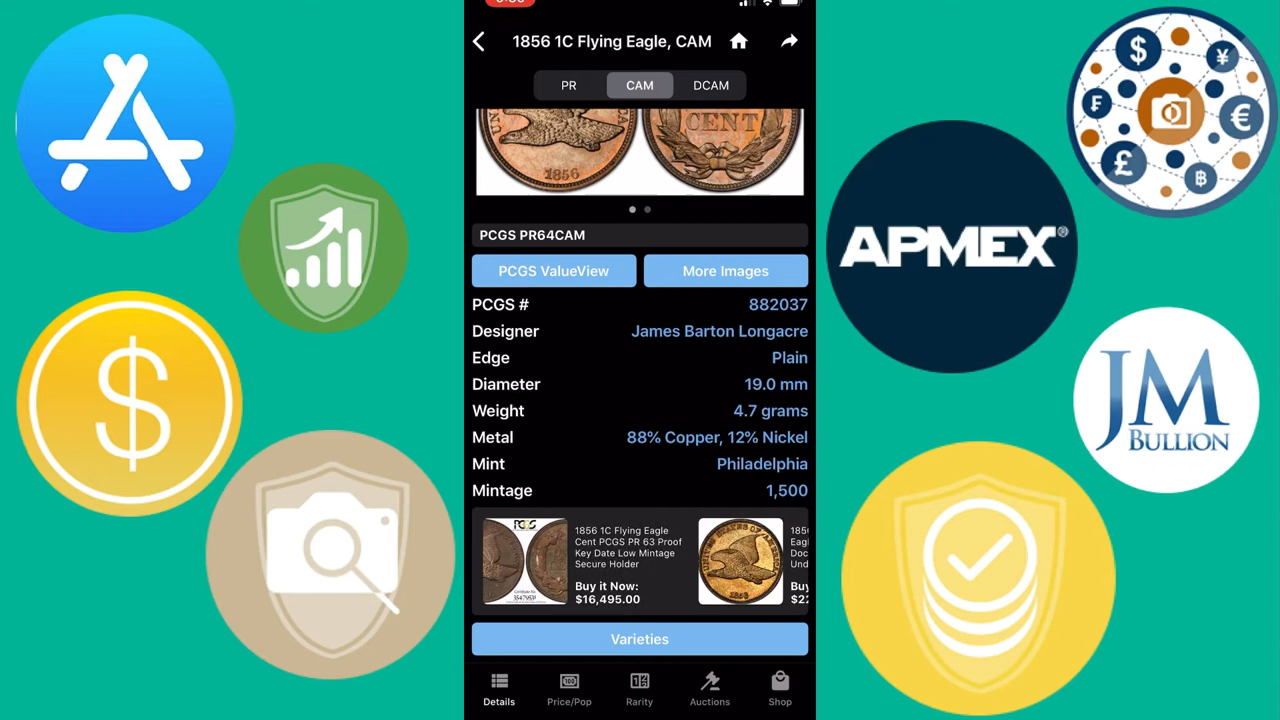 1856 1C Flying Eagle, CAM
PR
CAM
DCAM
1856
CENT
PCGS PR64CAM
PCGS ValueView
More Images
PCGS #
882037
Designer
James Barton Longacre
Edge
Plain
Diameter
19.0 mm
Weight
4.7 grams
Metal
88% Copper, 12% Nickel
Mint
Philadelphia
Mintage
1,500
PCGS
1856 1C Flying Eagle
Cent PCGS PR 63 Proof
Key Date Low Mintage
Secure Holder
Buy it Now:
$16,495.00
1856
Varieties
Details
100
Price/Pop
Rarity
Auctions
Shop
$
¥
₣
€
£
฿
APMEX®
JM
BULLION
$